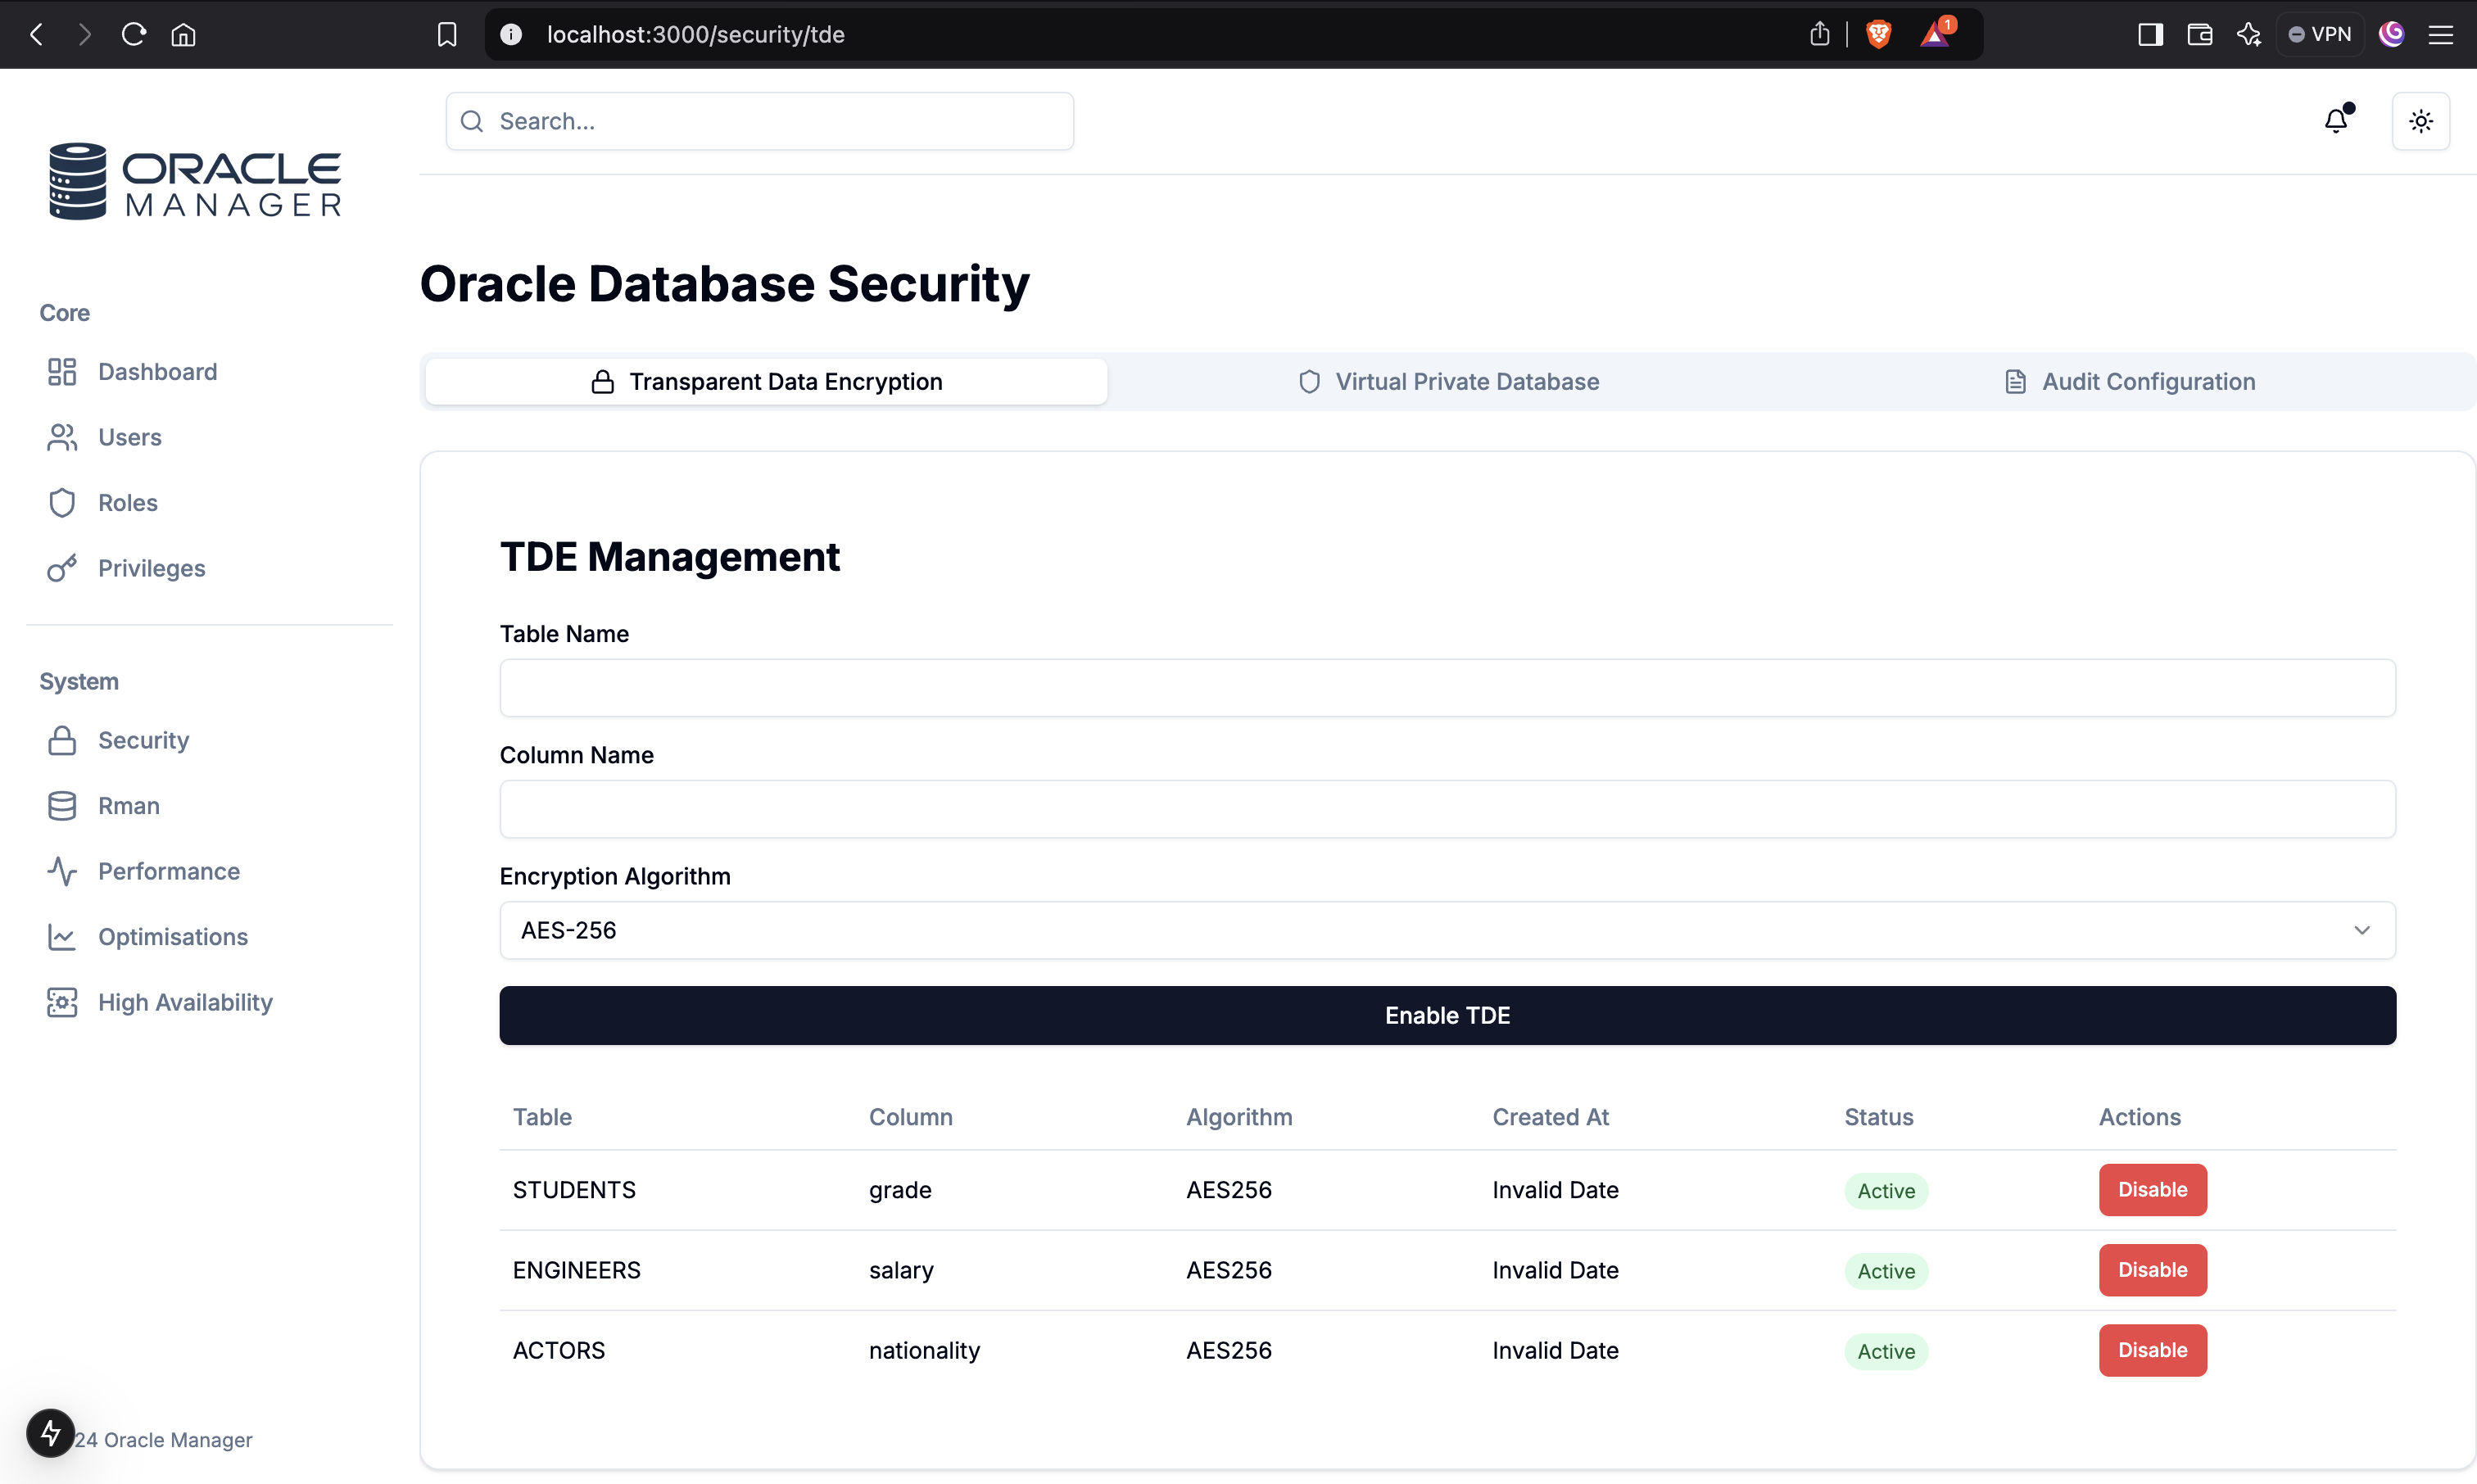 localhost:3000/security/tde
1
VPN
ORACLE
MANAGER
Search...
Core
Dashboard
Users
Roles
Privileges
System
Security
Rman
Performance
Optimisations
High Availability
24 Oracle Manager
Oracle Database Security
Transparent Data Encryption
Virtual Private Database
Audit Configuration
TDE Management
Table Name
Column Name
Encryption Algorithm
AES-256
Enable TDE
Table Column Algorithm Created At Status Actions
STUDENTS grade AES256 Invalid Date Active Disable
ENGINEERS salary AES256 Invalid Date Active Disable
ACTORS nationality AES256 Invalid Date Active Disable